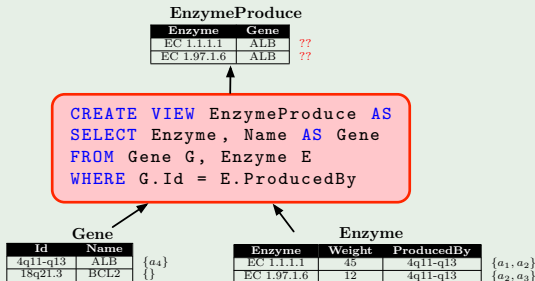 EnzymeProduce
Enzyme Gene
EC 1.1.1.1 ALB ??
EC 1.97.1.6 ALB ??
CREATE VIEW EnzymeProduce AS
SELECT Enzyme, Name AS Gene
FROM Gene G, Enzyme E
WHERE G.Id = E.ProducedBy
Gene
Id Name
4q11-q13 ALB {a4}
18q21.3 BCL2 {}
Enzyme
Enzyme Weight ProducedBy
EC 1.1.1.1 45 4q11-q13 {a1, a2}
EC 1.97.1.6 12 4q11-q13 {a2, a3}